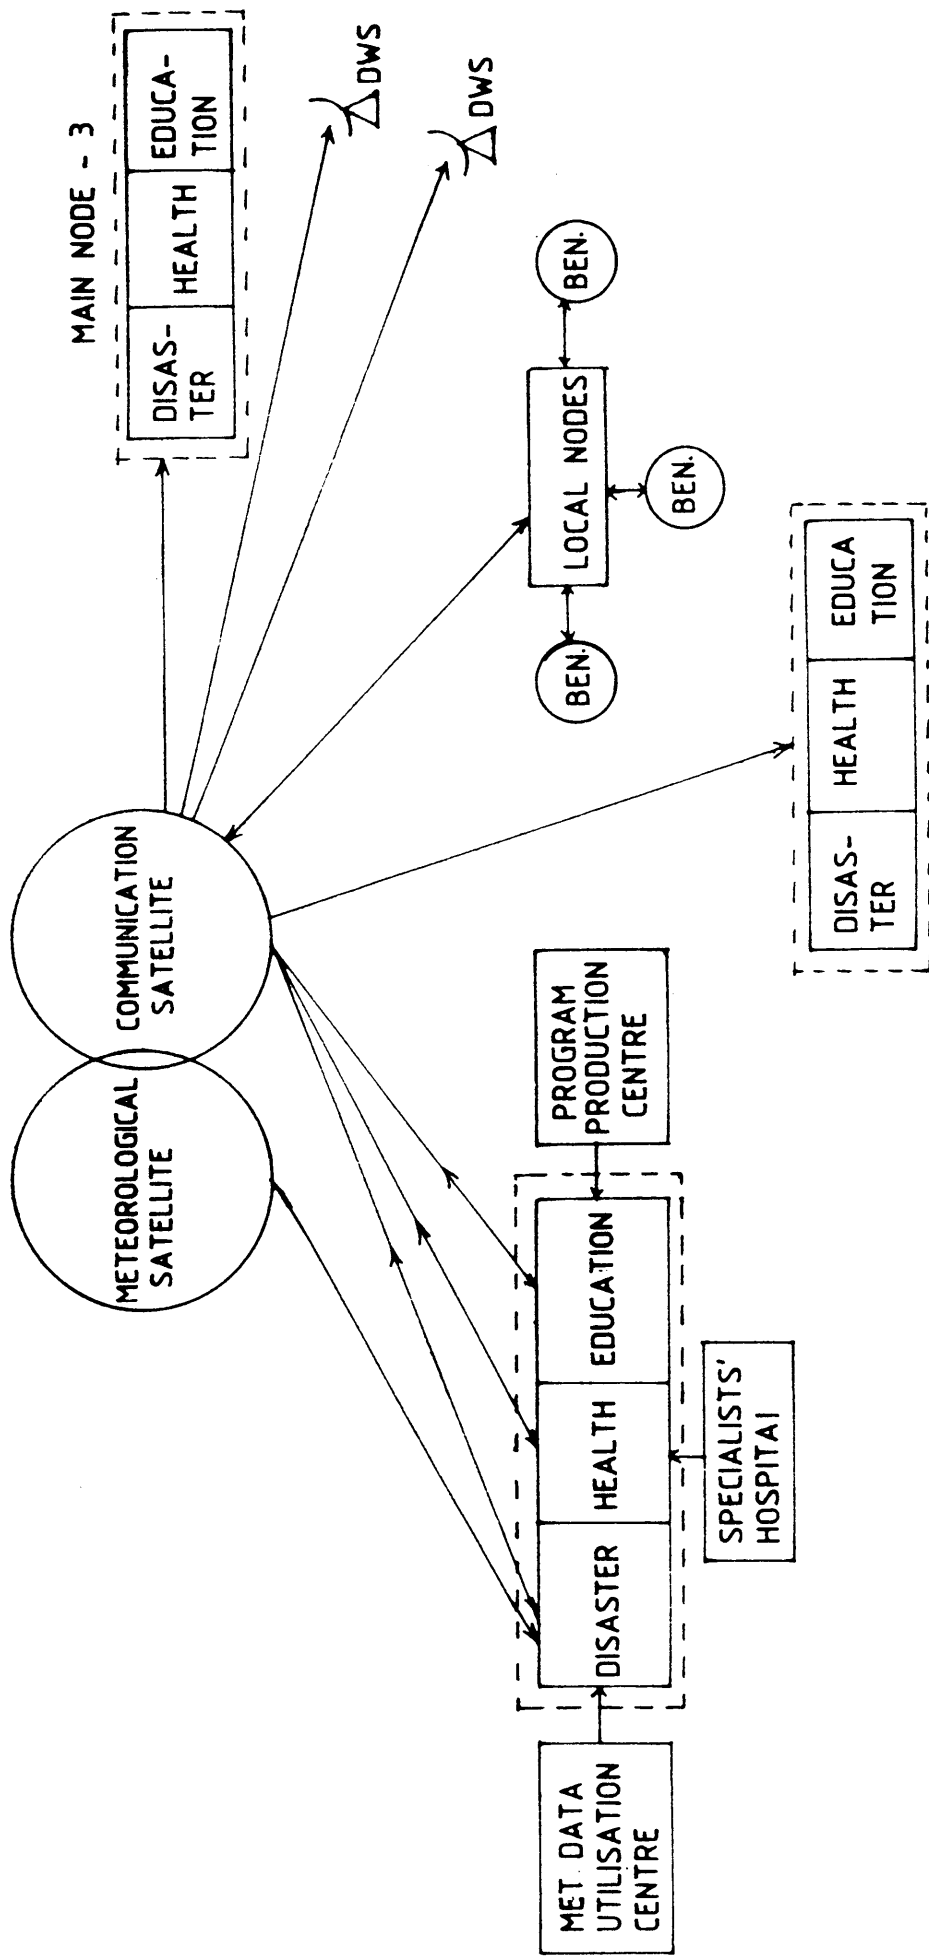 METEOROLOGICAL
SATELLITE
COMMUNICATION
SATELLITE
MAIN NODE - 3
DISAS-
TER
HEALTH
EDUCA-
TION
DWS
DWS
BEN.
LOCAL NODES
BEN.
BEN.
MET. DATA
UTILISATION
CENTRE
DISASTER
HEALTH
EDUCATION
PROGRAM
PRODUCTION
CENTRE
SPECIALISTS'
HOSPITAI
DISAS-
TER
HEALTH
EDUCA
TION